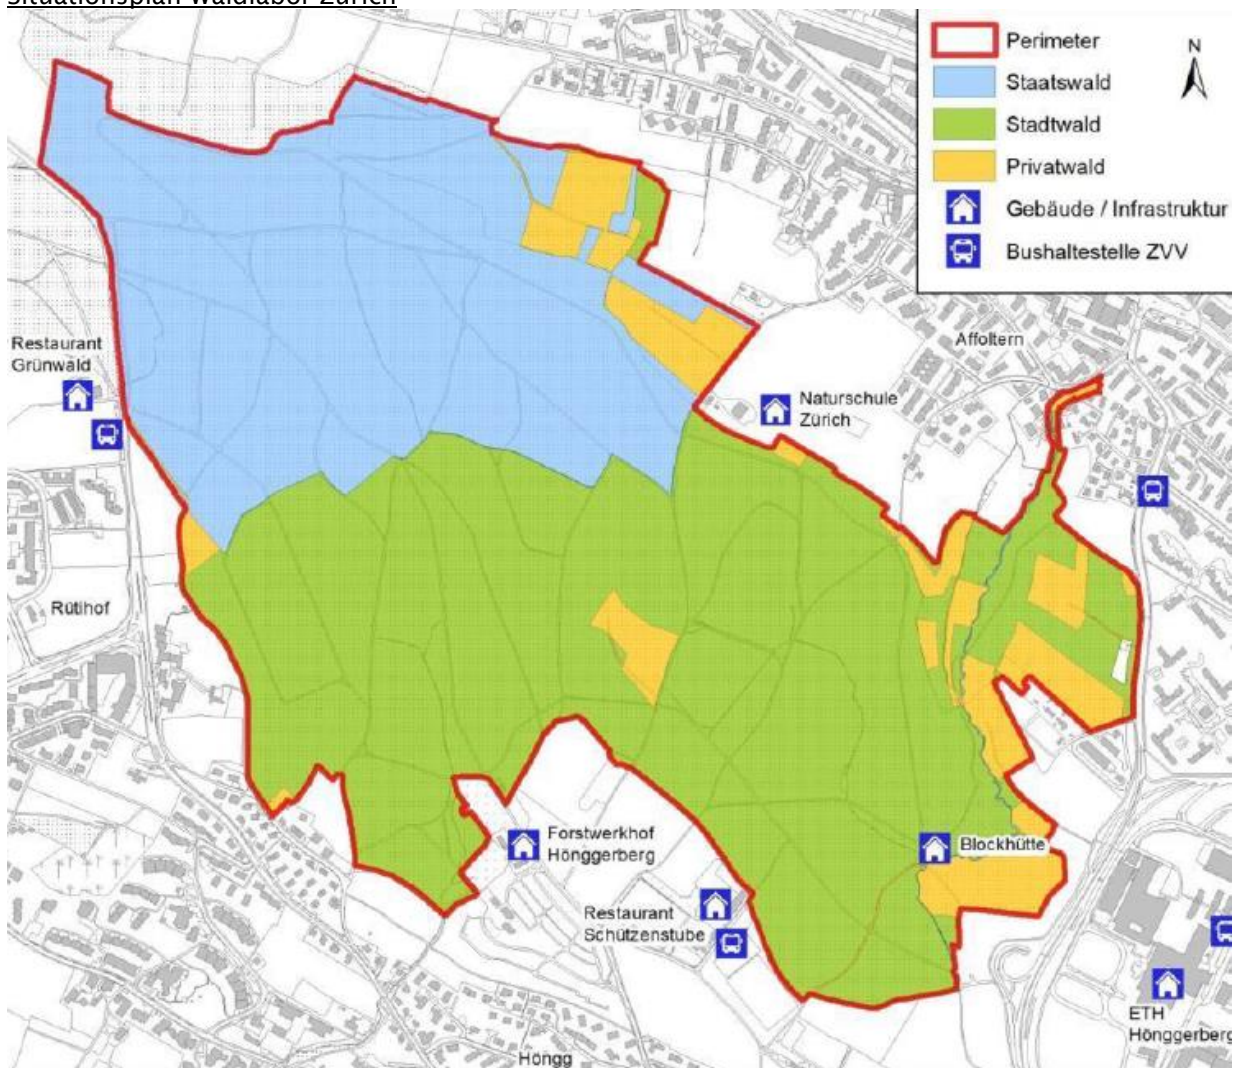 Situationsplan Waldlabor Zürich
Perimeter
N
Staatswald
Stadtwald
Privatwald
Gebäude / Infrastruktur
Bushaltestelle ZVV
Affoltern
Restaurant
Grünwald
Naturschule
Zürich
Rütihof
Forstwerkhof
Hönggerberg
Blockhütte
Restaurant
Schützenstube
ETH
Hönggerberg
Höngg